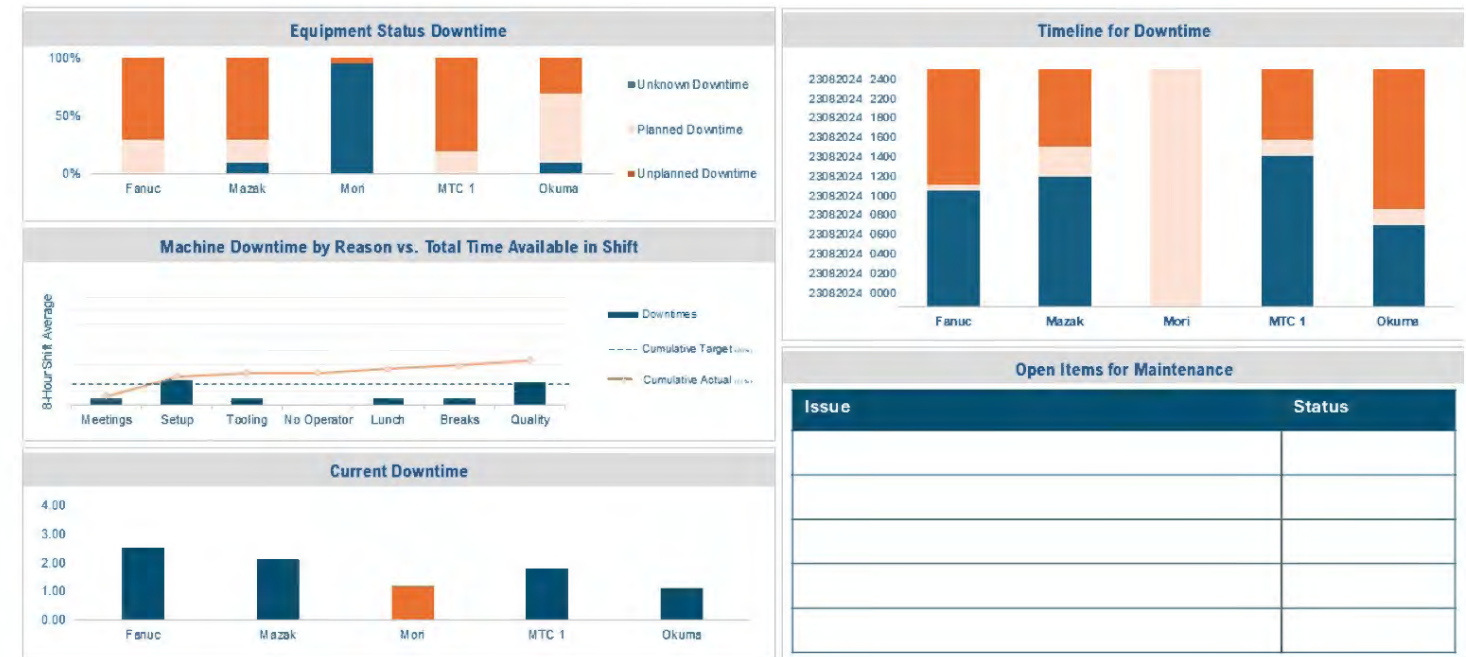 Equipment Status Downtime
100%
50%
0%
Fanuc Mazak Mori MTC 1 Okuma
Unknown Downtime
Planned Downtime
Unplanned Downtime
Machine Downtime by Reason vs. Total Time Available in Shift
8-Hour Shift Average
Meetings Setup Tooling No Operator Lunch Breaks Quality
Downtimes
Cumulative Target
Cumulative Actual
Current Downtime
4.00
3.00
2.00
1.00
0.00
Fanuc Mazak Mori MTC 1 Okuma
Timeline for Downtime
23082024 2400
23082024 2200
23082024 1800
23082024 1600
23082024 1400
23082024 1200
23082024 1000
23082024 0800
23082024 0600
23082024 0400
23082024 0200
23082024 0000
Fanuc Mazak Mori MTC 1 Okuma
Open Items for Maintenance
Issue Status